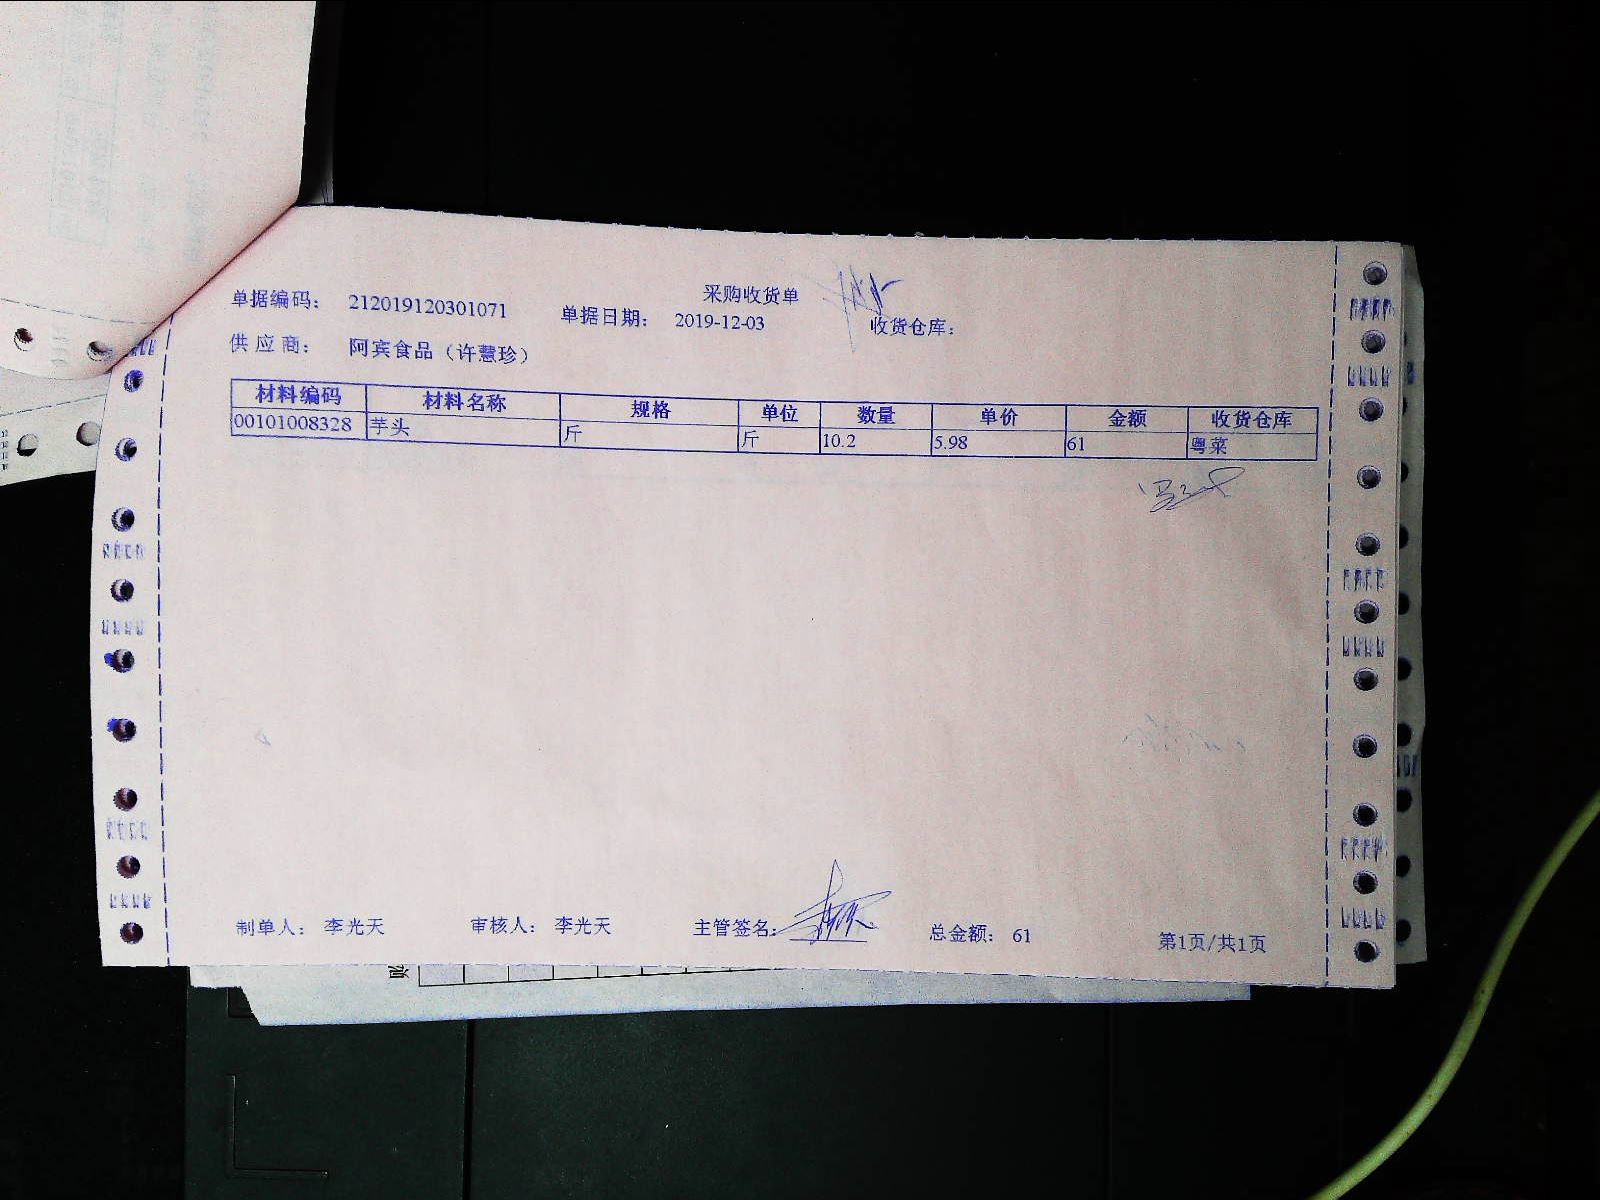 采购收货单
单据编码： 212019120301071 单据日期： 2019-12-03 收货仓库：
供 应 商： 阿宾食品（许慧珍）
材料编码 材料名称 规格 单位 数量 单价 金额 收货仓库
00101008328 芋头 斤 斤 10.2 5.98 61 粤菜
制单人： 李光天 审核人： 李光天 主管签名： 总金额： 61 第1页/共1页